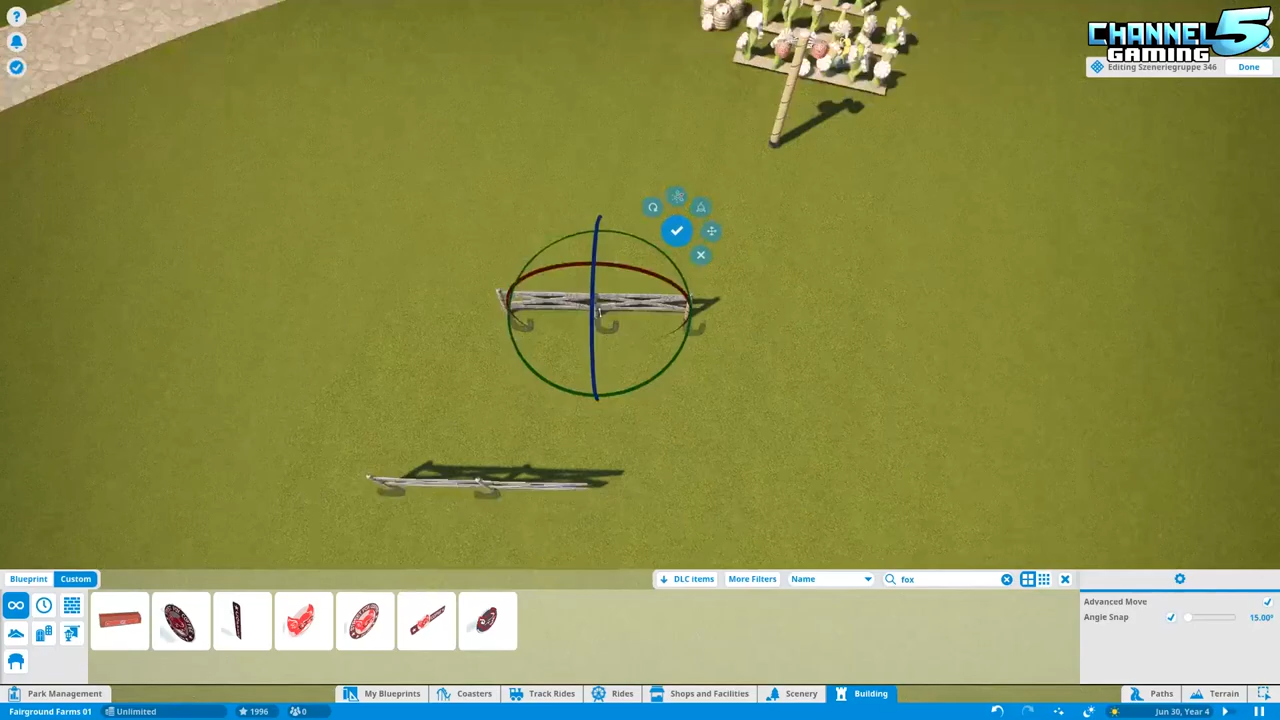 CHANNEL 5
GAMING
Editing Szeneriegruppe 346
Done
Blueprint
Custom
DLC items
More Filters
Name
fox
Advanced Move
Angle Snap
15.00°
Park Management
My Blueprints
Coasters
Track Rides
Rides
Shops and Facilities
Scenery
Building
Paths
Terrain
Fairground Farms 01
Unlimited
1996
0
Jun 30, Year 4